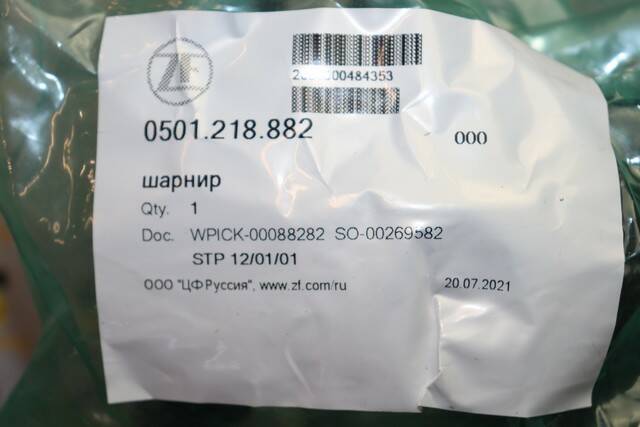 ZF
0501.218.882
000
шарнир
Qty. 1
Doc. WPICK-00088282 SO-00269582
STP 12/01/01
ООО "ЦФ Руссия", www.zf.com/ru 20.07.2021